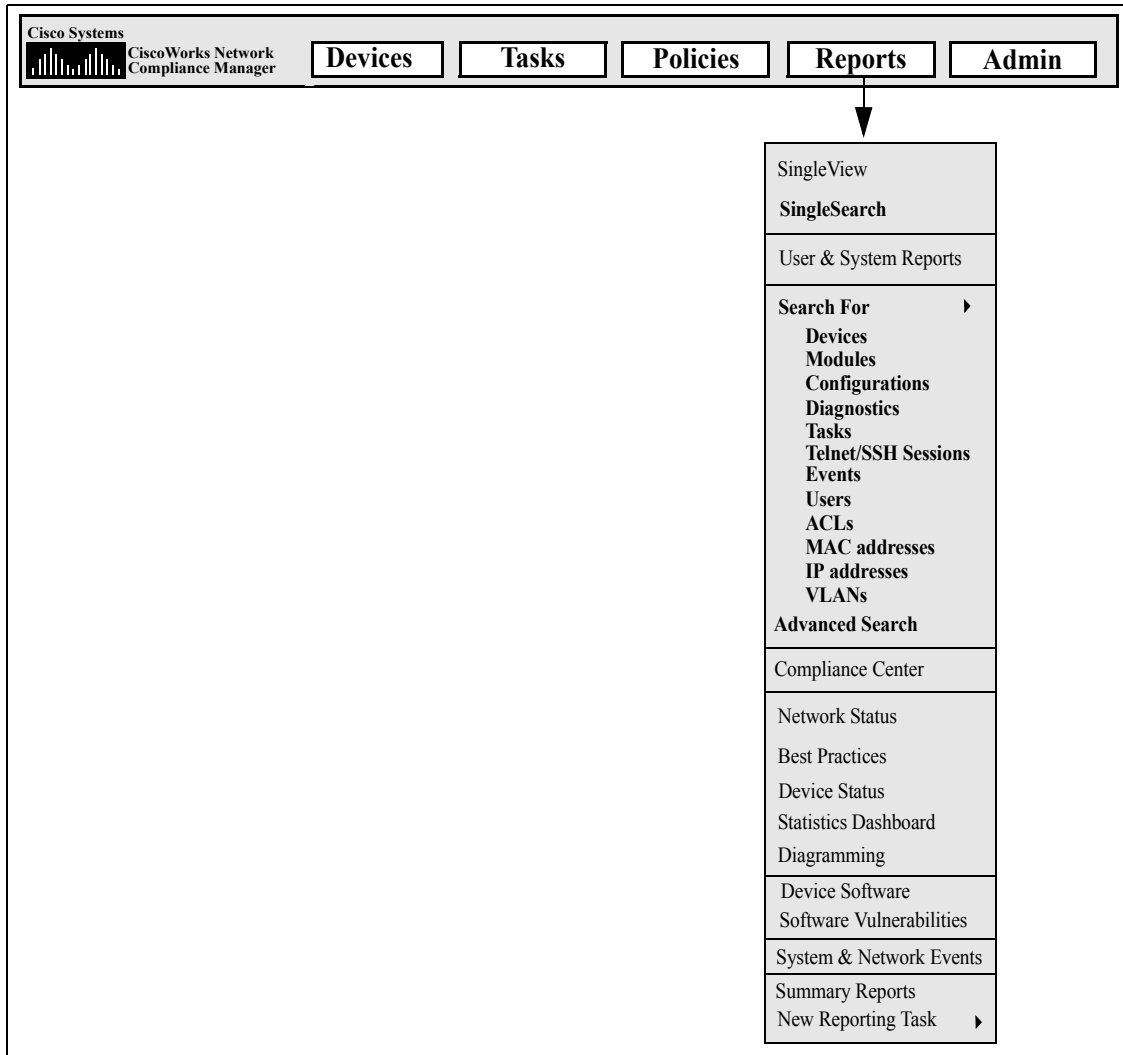 Cisco Systems
CiscoWorks Network
Compliance Manager
Devices
Tasks
Policies
Reports
Admin
SingleView
SingleSearch
User & System Reports
Search For
Devices
Modules
Configurations
Diagnostics
Tasks
Telnet/SSH Sessions
Events
Users
ACLs
MAC addresses
IP addresses
VLANs
Advanced Search
Compliance Center
Network Status
Best Practices
Device Status
Statistics Dashboard
Diagramming
Device Software
Software Vulnerabilities
System & Network Events
Summary Reports
New Reporting Task